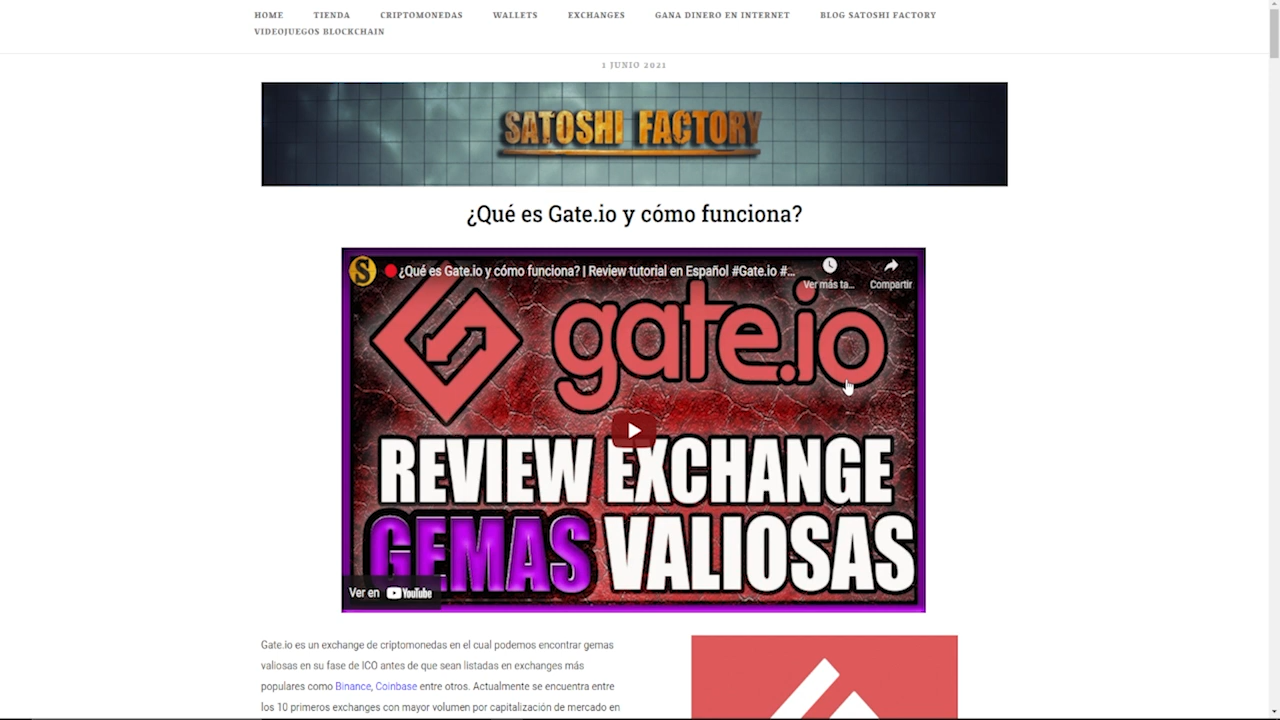 HOME TIENDA CRIPTOMONEDAS WALLETS EXCHANGES GANA DINERO EN INTERNET BLOG SATOSHI FACTORY
VIDEOJUEGOS BLOCKCHAIN
1 JUNIO 2021
SATOSHI FACTORY
¿Qué es Gate.io y cómo funciona?
S ¿Qué es Gate.io y cómo funciona? | Review tutorial en Español #Gate.io #...
Ver más ta... Compartir
gate.io
REVIEW EXCHANGE
GEMAS VALIOSAS
Ver en YouTube
Gate.io es un exchange de criptomonedas en el cual podemos encontrar gemas
valiosas en su fase de ICO antes de que sean listadas en exchanges más
populares como Binance, Coinbase entre otros. Actualmente se encuentra entre
los 10 primeros exchanges con mayor volumen por capitalización de mercado en